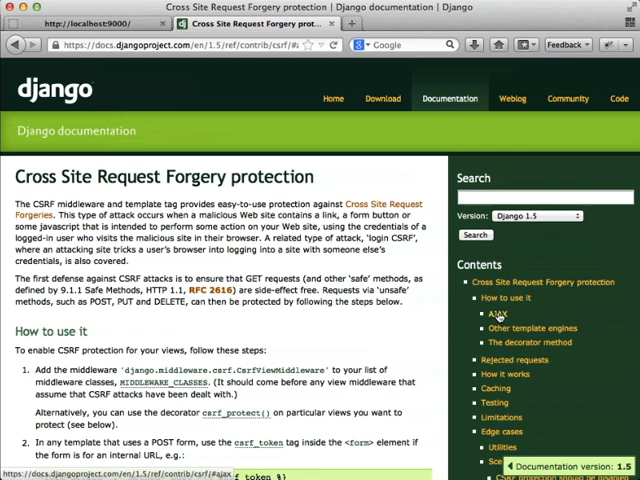 Cross Site Request Forgery protection | Django documentation | Django documentation
http://localhost:9000/
Cross Site Request Forgery prot...
https://docs.djangoproject.com/en/1.5/ref/contrib/csrf/#a
Google
Feedback
django
Home
Download
Documentation
Weblog
Community
Code
Django documentation
Cross Site Request Forgery protection
The CSRF middleware and template tag provides easy-to-use protection against Cross Site Request
Forgeries. This type of attack occurs when a malicious Web site contains a link, a form button or
some javascript that is intended to perform some action on your Web site, using the credentials of
a logged-in user who visits the malicious site in their browser. A related type of attack, 'login CSRF',
where an attacking site tricks a user's browser into logging into a site with someone else's
credentials, is also covered.
The first defense against CSRF attacks is to ensure that GET requests (and other 'safe' methods, as
defined by 9.1.1 Safe Methods, HTTP 1.1, RFC 2616) are side-effect free. Requests via 'unsafe'
methods, such as POST, PUT and DELETE, can then be protected by following the steps below.
How to use it
To enable CSRF protection for your views, follow these steps:
1. Add the middleware 'django.middleware.csrf.CsrfViewMiddleware' to your list of
middleware classes, MIDDLEWARE_CLASSES. (It should come before any view middleware that
assume that CSRF attacks have been dealt with.)
Alternatively, you can use the decorator csrf_protect() on particular views you want to
protect (see below).
2. In any template that uses a POST form, use the csrf_token tag inside the <form> element if
the form is for an internal URL, e.g.:
token %}
https://docs.djangoproject.com/en/1.5/ref/contrib/csrf/#ajax
Search
Version: Django 1.5
Search
Contents
Cross Site Request Forgery protection
How to use it
AJAX
Other template engines
The decorator method
Rejected requests
How it works
Caching
Testing
Limitations
Edge cases
Utilities
Sce
CSRF protection should be disabled
Documentation version: 1.5